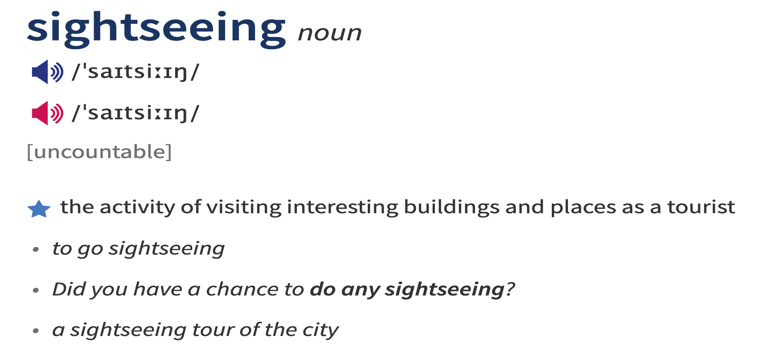 sightseeing noun
/ˈsaɪtsiːɪŋ/
/ˈsaɪtsiːɪŋ/
[uncountable]
the activity of visiting interesting buildings and places as a tourist
• to go sightseeing
• Did you have a chance to do any sightseeing?
• a sightseeing tour of the city